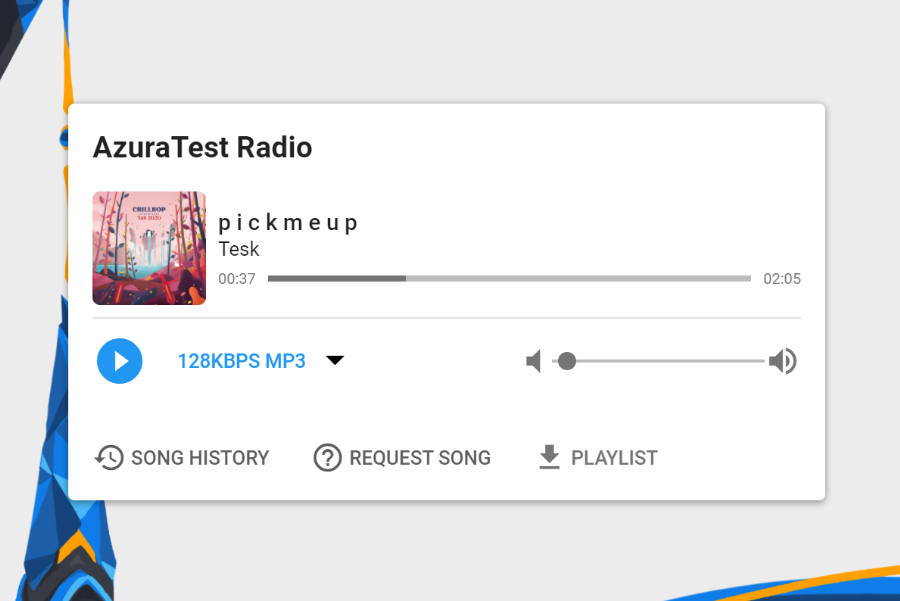 AzuraTest Radio
CHILLHOP
Fall 2020
p i c k m e u p
Tesk
00:37
02:05
128KBPS MP3
SONG HISTORY
REQUEST SONG
PLAYLIST